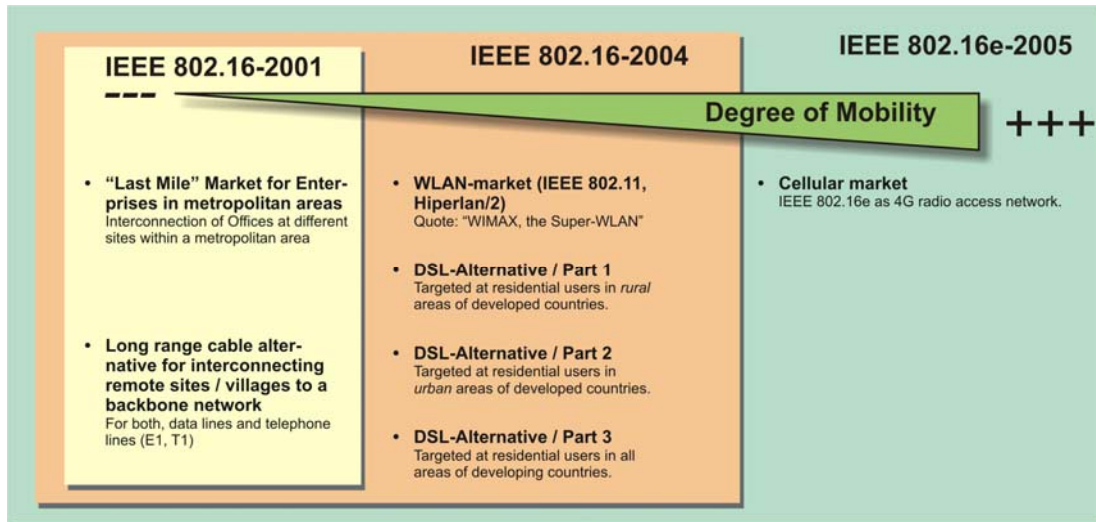 IEEE 802.16-2001
IEEE 802.16-2004
IEEE 802.16e-2005
---
Degree of Mobility
+++
• “Last Mile” Market for Enter-
prises in metropolitan areas
Interconnection of Offices at different
sites within a metropolitan area
• Long range cable alter-
native for interconnecting
remote sites / villages to a
backbone network
For both, data lines and telephone
lines (E1, T1)
• WLAN-market (IEEE 802.11,
Hiperlan/2)
Quote: “WIMAX, the Super-WLAN”
• DSL-Alternative / Part 1
Targeted at residential users in rural
areas of developed countries.
• DSL-Alternative / Part 2
Targeted at residential users in
urban areas of developed countries.
• DSL-Alternative / Part 3
Targeted at residential users in all
areas of developing countries.
• Cellular market
IEEE 802.16e as 4G radio access network.